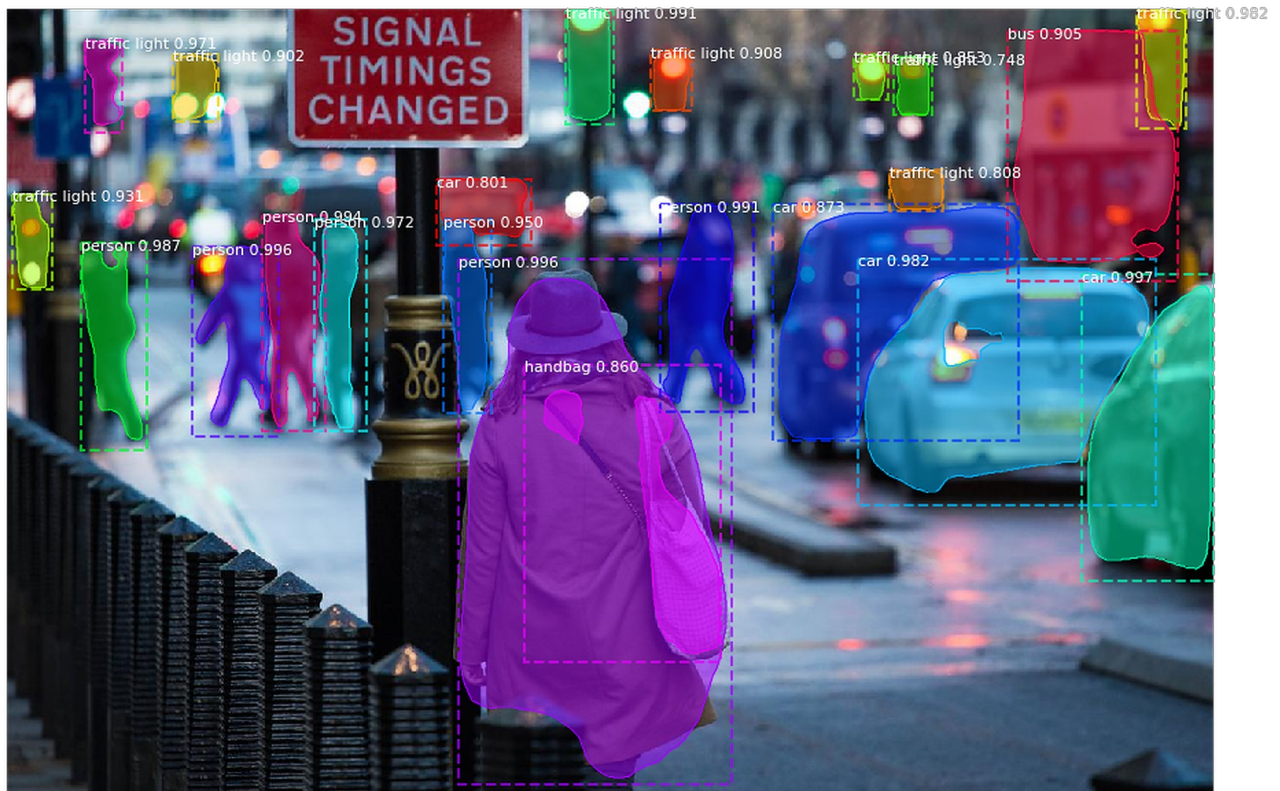 traffic light 0.991
traffic light 0.982
SIGNAL
TIMINGS
CHANGED
traffic light 0.971
traffic light 0.902
traffic light 0.908
traffic light 0.853
traffic light 0.748
bus 0.905
traffic light 0.931
car 0.801
traffic light 0.808
person 0.994
person 0.972
person 0.950
person 0.991
car 0.873
person 0.987
person 0.996
person 0.996
car 0.982
car 0.997
handbag 0.860